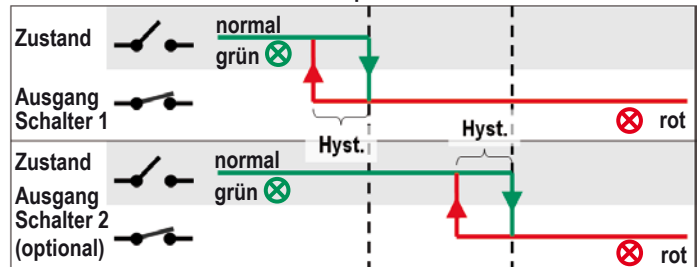 Zustand
normal
grün
Ausgang
Schalter 1
Hyst.
rot
Zustand
normal
grün
Hyst.
Ausgang
Schalter 2
(optional)
rot